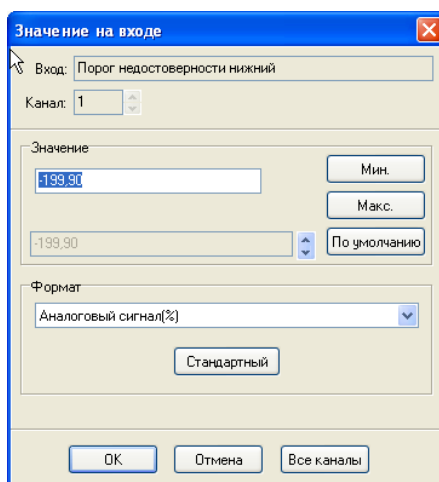 Значение на входе
Вход: Порог недостоверности нижний
Канал: 1
Значение
-199,90
Мин.
Макс.
-199,90
По умолчанию
Формат
Аналоговый сигнал(%)
Стандартный
OK
Отмена
Все каналы